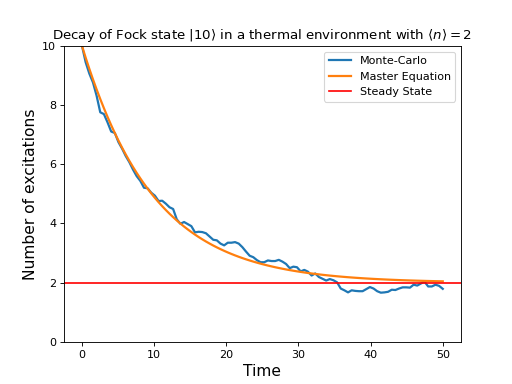 Decay of Fock state |10⟩ in a thermal environment with ⟨n⟩ = 2
Number of excitations
10
8
6
4
2
0
Monte-Carlo
Master Equation
Steady State
0 10 20 30 40 50
Time